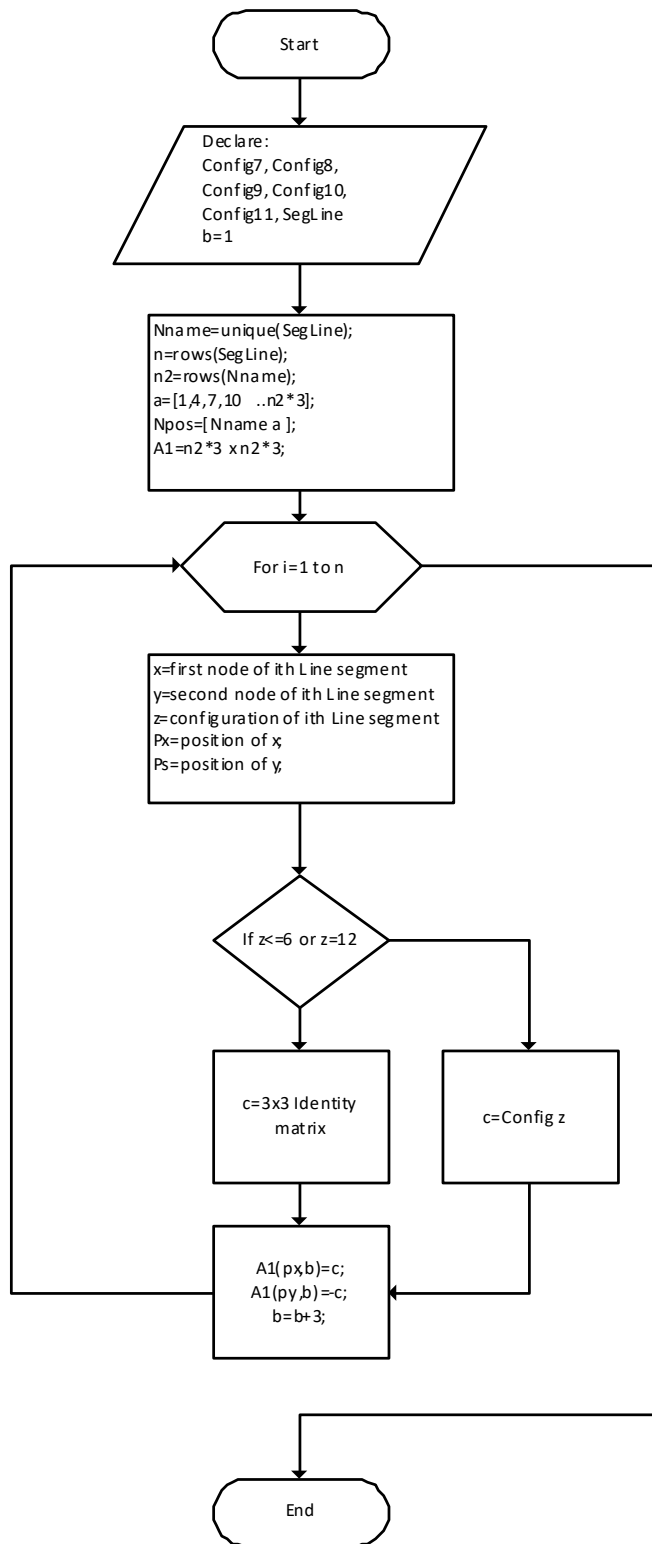 Start
Declare:
Config7, Config8,
Config9, Config10,
Config11, SegLine
b=1
Nname=unique(SegLine);
n=rows(SegLine);
n2=rows(Nname);
a=[1,4,7,10 ..n2*3];
Npos=[Nname a ];
A1=n2*3 x n2*3;
For i=1 to n
x=first node of ith Line segment
y=second node of ith Line segment
z=configuration of ith Line segment
Px=position of x;
Ps=position of y;
If z<=6 or z=12
c=3x3 Identity
matrix
c=Config z
A1(px,b)=c;
A1(py,b)=-c;
b=b+3;
End